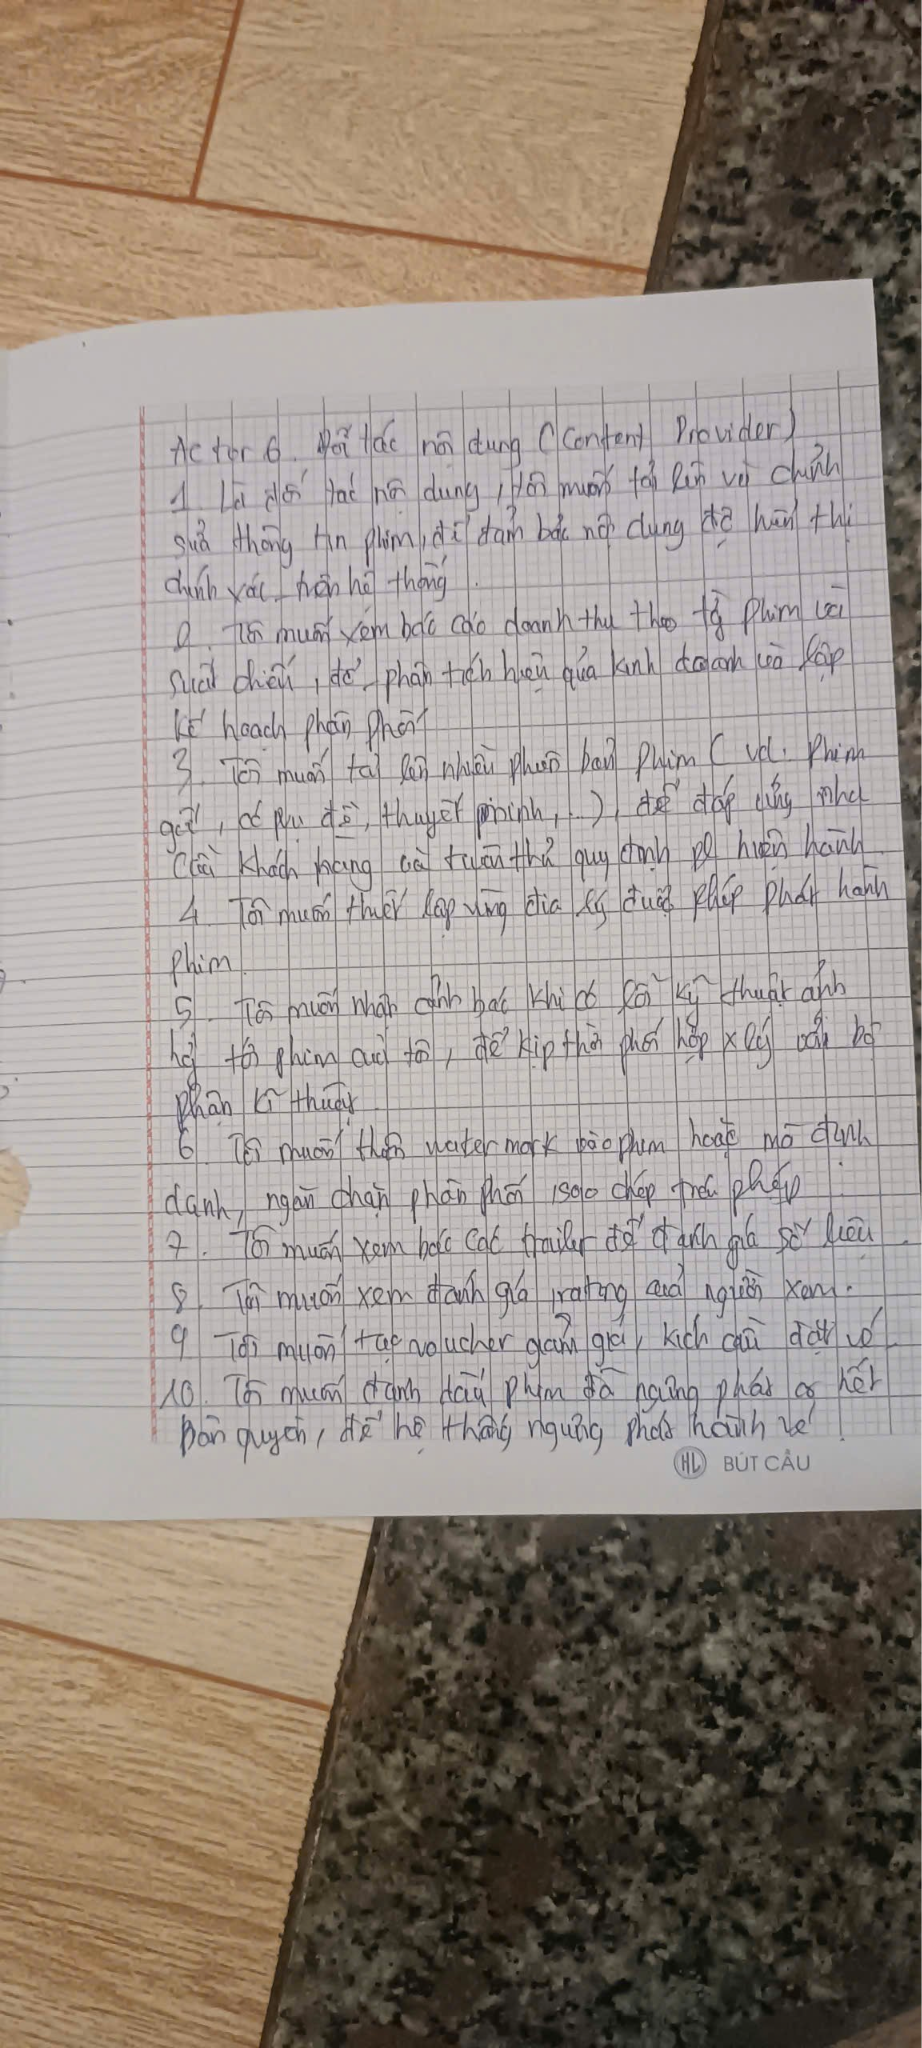 Actor 6. Đối tác nội dung (Content Provider)
1. Là đối tác nội dung, tôi muốn tải lên và chỉnh
sửa thông tin phim, để đảm bảo nội dung để hiển thị
chính xác trên hệ thống.
2. Tôi muốn xem báo cáo doanh thu theo từng phim và
suất chiếu, để phân tích hiệu quả kinh doanh và lập
kế hoạch phân phối
3. Tôi muốn tải lên nhiều phiên bản phim (vd: phim
gốc, có phụ đề, thuyết minh,..), để đáp ứng nhu
cầu khách hàng và tuân thủ quy định pl hiện hành.
4. Tôi muốn thiết lập vùng địa lý được phép phát hành
phim.
5. Tôi muốn nhận cảnh báo khi có lỗi kỹ thuật ảnh
hg tới phim của tôi, để kịp thời phối hợp xử lý với bộ
phận kĩ thuật
6. Tôi muốn thêm watermark vào phim hoặc mã định
danh, ngăn chặn phân phối, sao chép trái phép.
7. Tôi muốn xem báo cáo trailer để đánh giá số liệu.
8. Tôi muốn xem đánh giá, rating của người xem.
9. Tôi muốn tạo voucher giảm giá, kích cầu đặt vé.
10. Tôi muốn đánh dấu phim đã ngừng phát or hết
bản quyền, để hệ thống ngừng phát hành vé.
HL BÚT CẦU